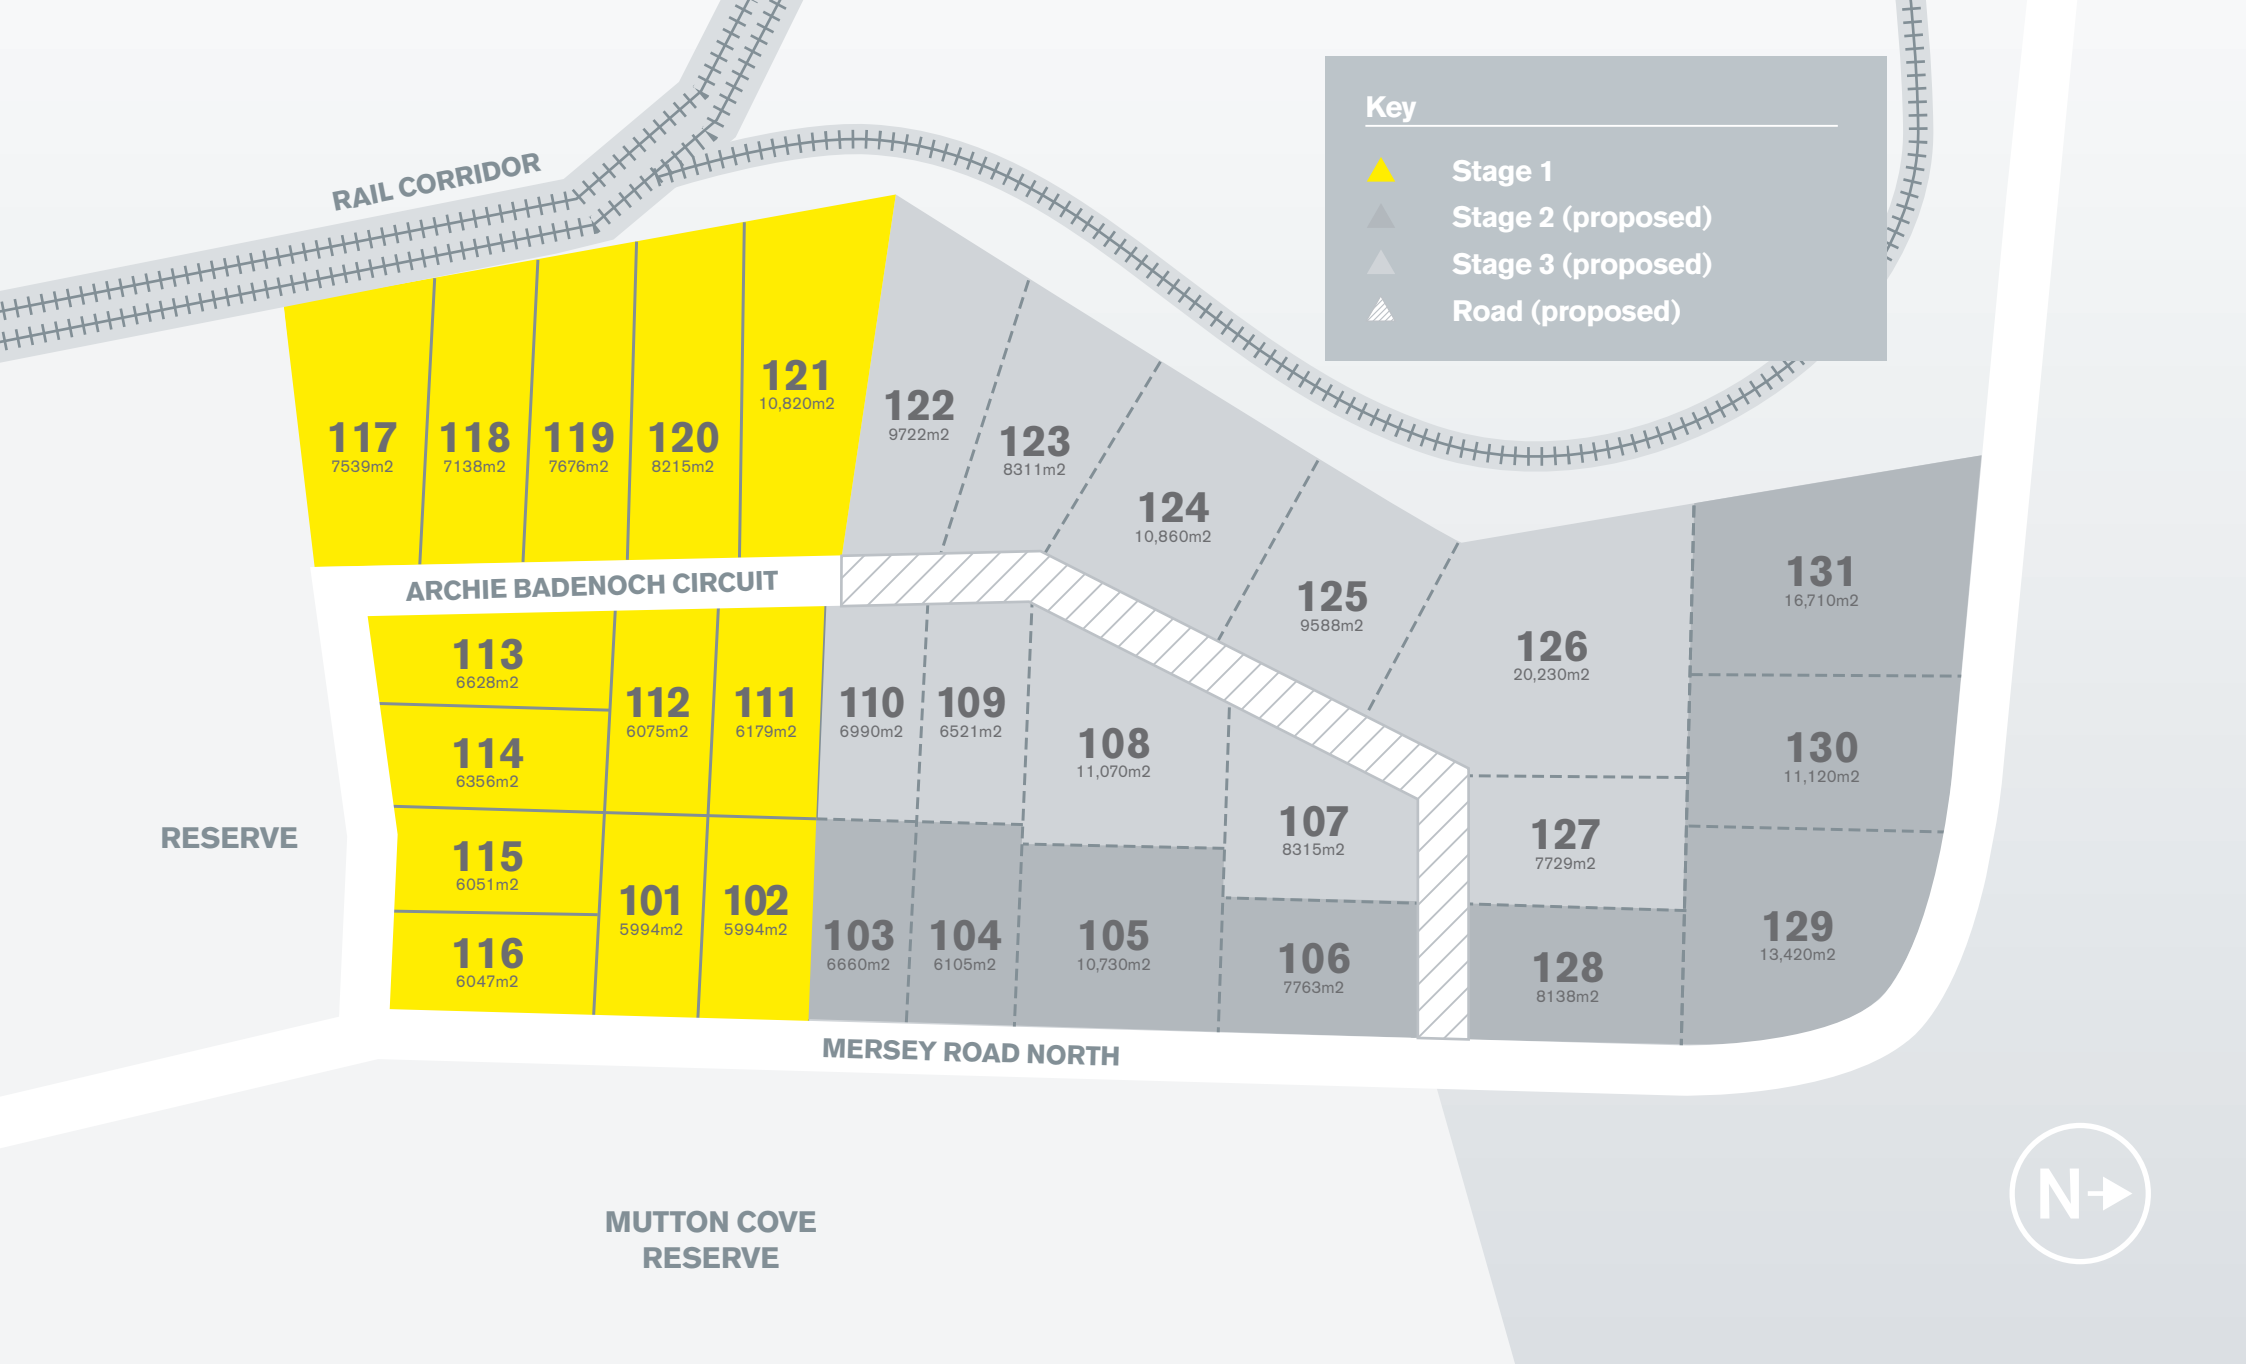 Key
Stage 1
Stage 2 (proposed)
Stage 3 (proposed)
Road (proposed)
RAIL CORRIDOR
117
7539m2
118
7138m2
119
7676m2
120
8215m2
121
10,820m2
122
9722m2
123
8311m2
124
10,860m2
125
9588m2
126
20,230m2
131
16,710m2
130
11,120m2
129
13,420m2
ARCHIE BADENOCH CIRCUIT
113
6628m2
114
6356m2
115
6051m2
116
6047m2
112
6075m2
111
6179m2
110
6990m2
109
6521m2
108
11,070m2
107
8315m2
127
7729m2
101
5994m2
102
5994m2
103
6660m2
104
6105m2
105
10,730m2
106
7763m2
128
8138m2
RESERVE
MERSEY ROAD NORTH
MUTTON COVE
RESERVE
N